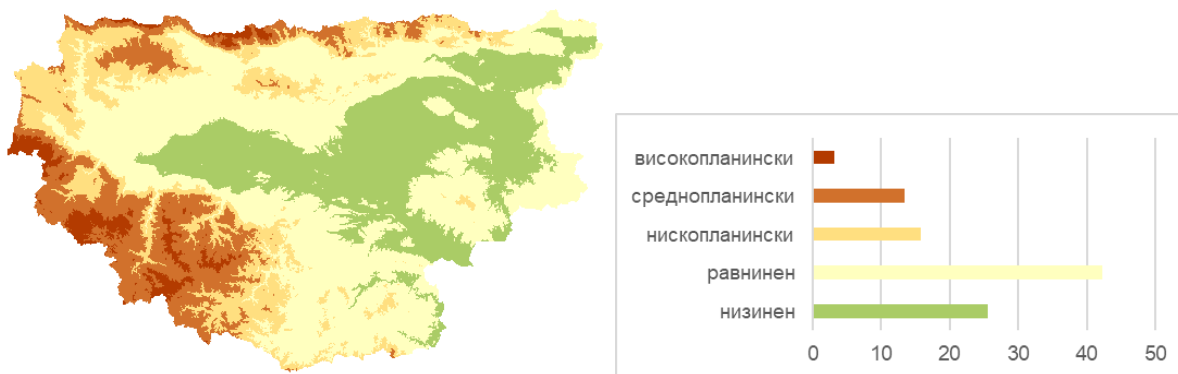 високопланински
среднопланински
нископланински
равнинен
низинен
0 10 20 30 40 50